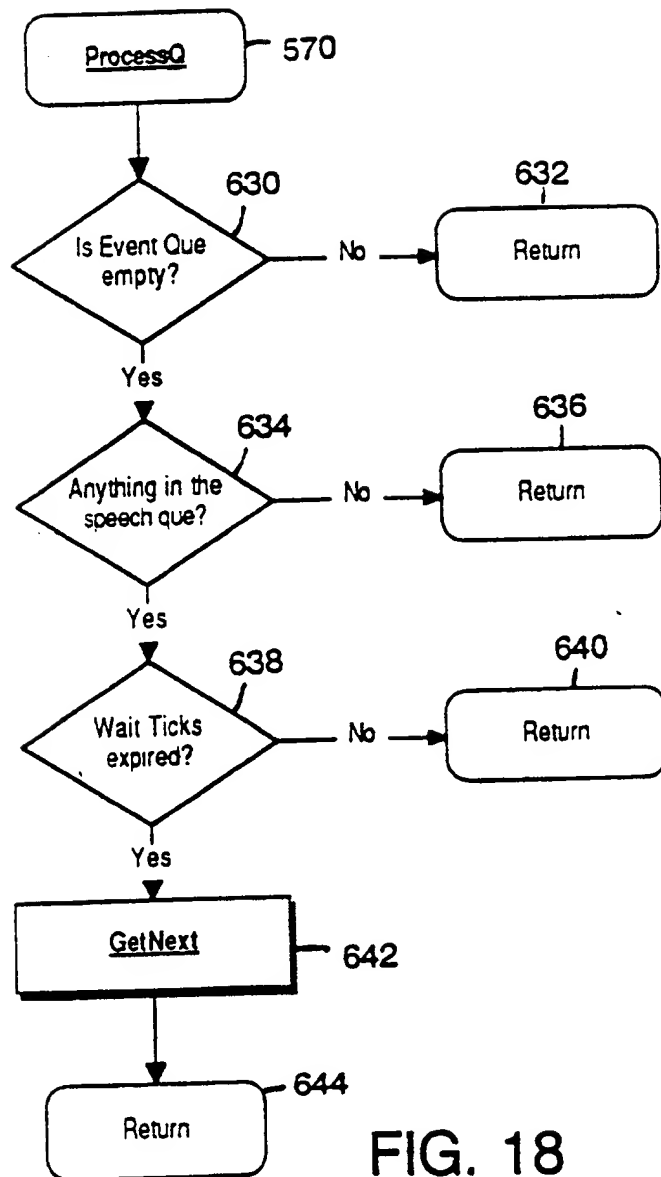 ProcessQ
570
630
632
Is Event Que
empty?
No
Return
Yes
634
636
Anything in the
speech que?
No
Return
Yes
638
640
Wait Ticks
expired?
No
Return
Yes
GetNext
642
644
Return
FIG. 18